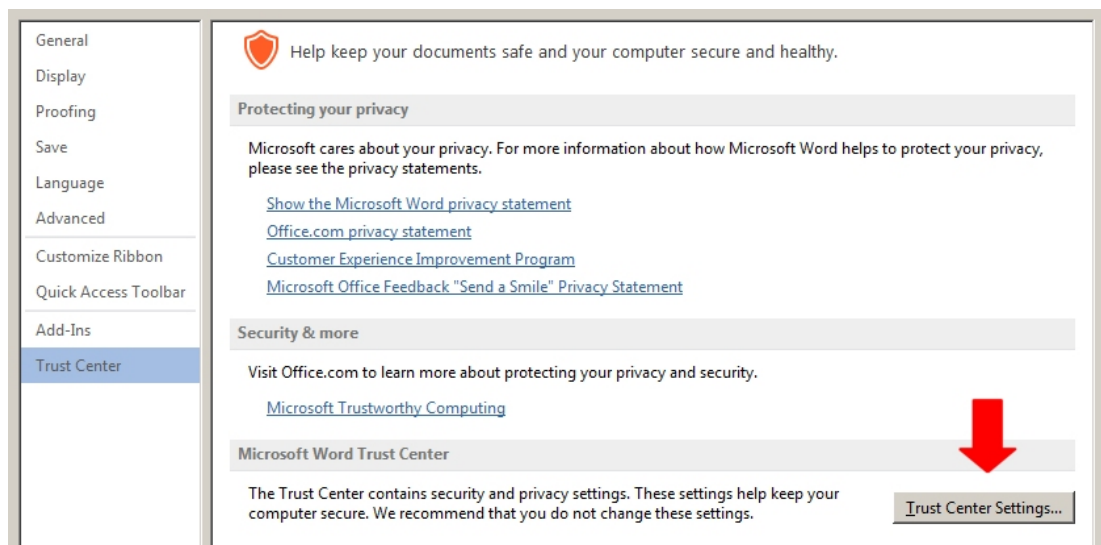 General
Display
Proofing
Save
Language
Advanced
Customize Ribbon
Quick Access Toolbar
Add-Ins
Trust Center
Help keep your documents safe and your computer secure and healthy.
Protecting your privacy
Microsoft cares about your privacy. For more information about how Microsoft Word helps to protect your privacy,
please see the privacy statements.
Show the Microsoft Word privacy statement
Office.com privacy statement
Customer Experience Improvement Program
Microsoft Office Feedback "Send a Smile" Privacy Statement
Security & more
Visit Office.com to learn more about protecting your privacy and security.
Microsoft Trustworthy Computing
Microsoft Word Trust Center
The Trust Center contains security and privacy settings. These settings help keep your
computer secure. We recommend that you do not change these settings.
Trust Center Settings...